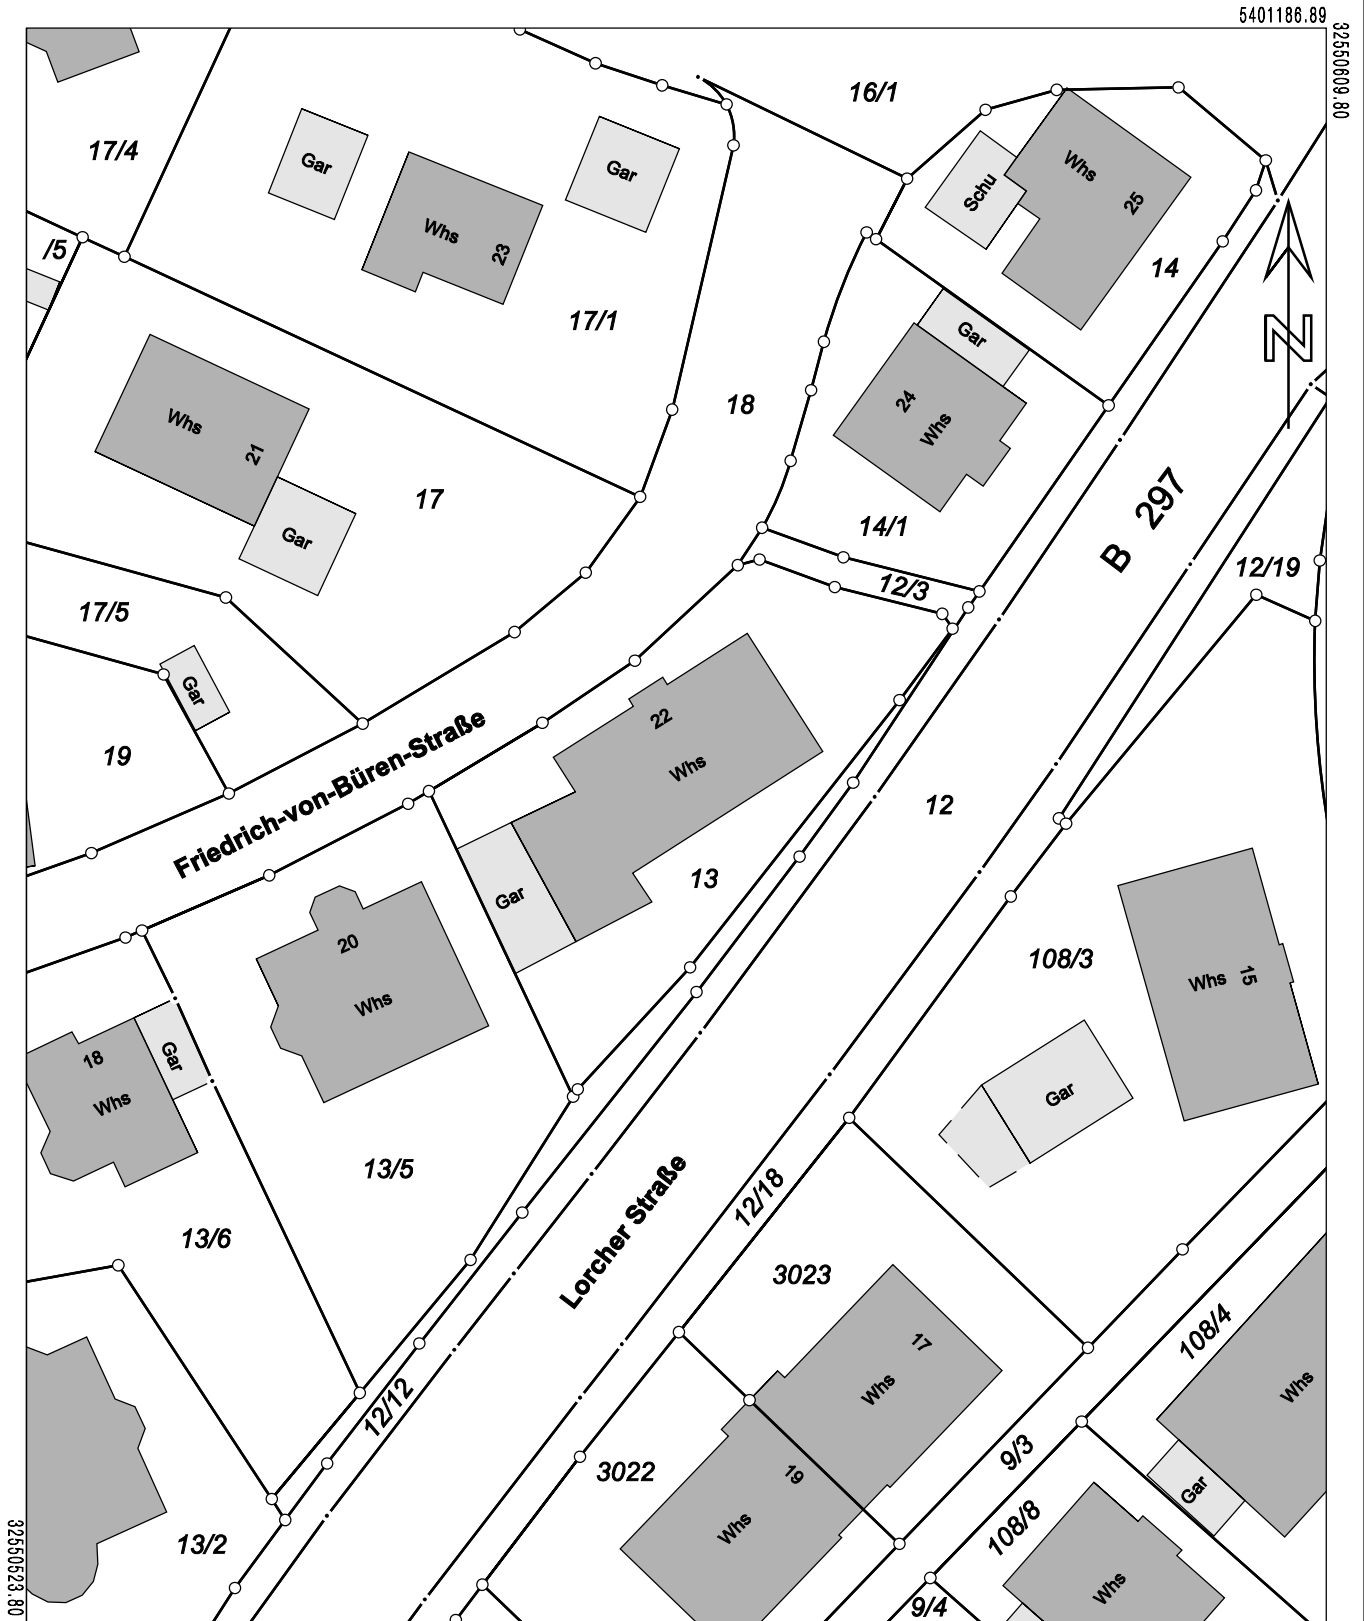 5401186.89
32550609.80
16/1
17/4
Gar
Gar
Whs
23
Schu
Whs
25
/5
14
17/1
Gar
N
18
24
Whs
Whs
21
17
Gar
14/1
B 297
12/3
12/19
17/5
Gar
22
Whs
19
Friedrich-von-Büren-Straße
12
13
Gar
20
Whs
108/3
Whs 15
18
Whs
Gar
Gar
13/5
12/18
13/6
Lorcher Straße
3023
17
Whs
108/4
Whs
12/12
9/3
3022
19
Whs
Gar
108/8
13/2
Whs
9/4
32550523.80